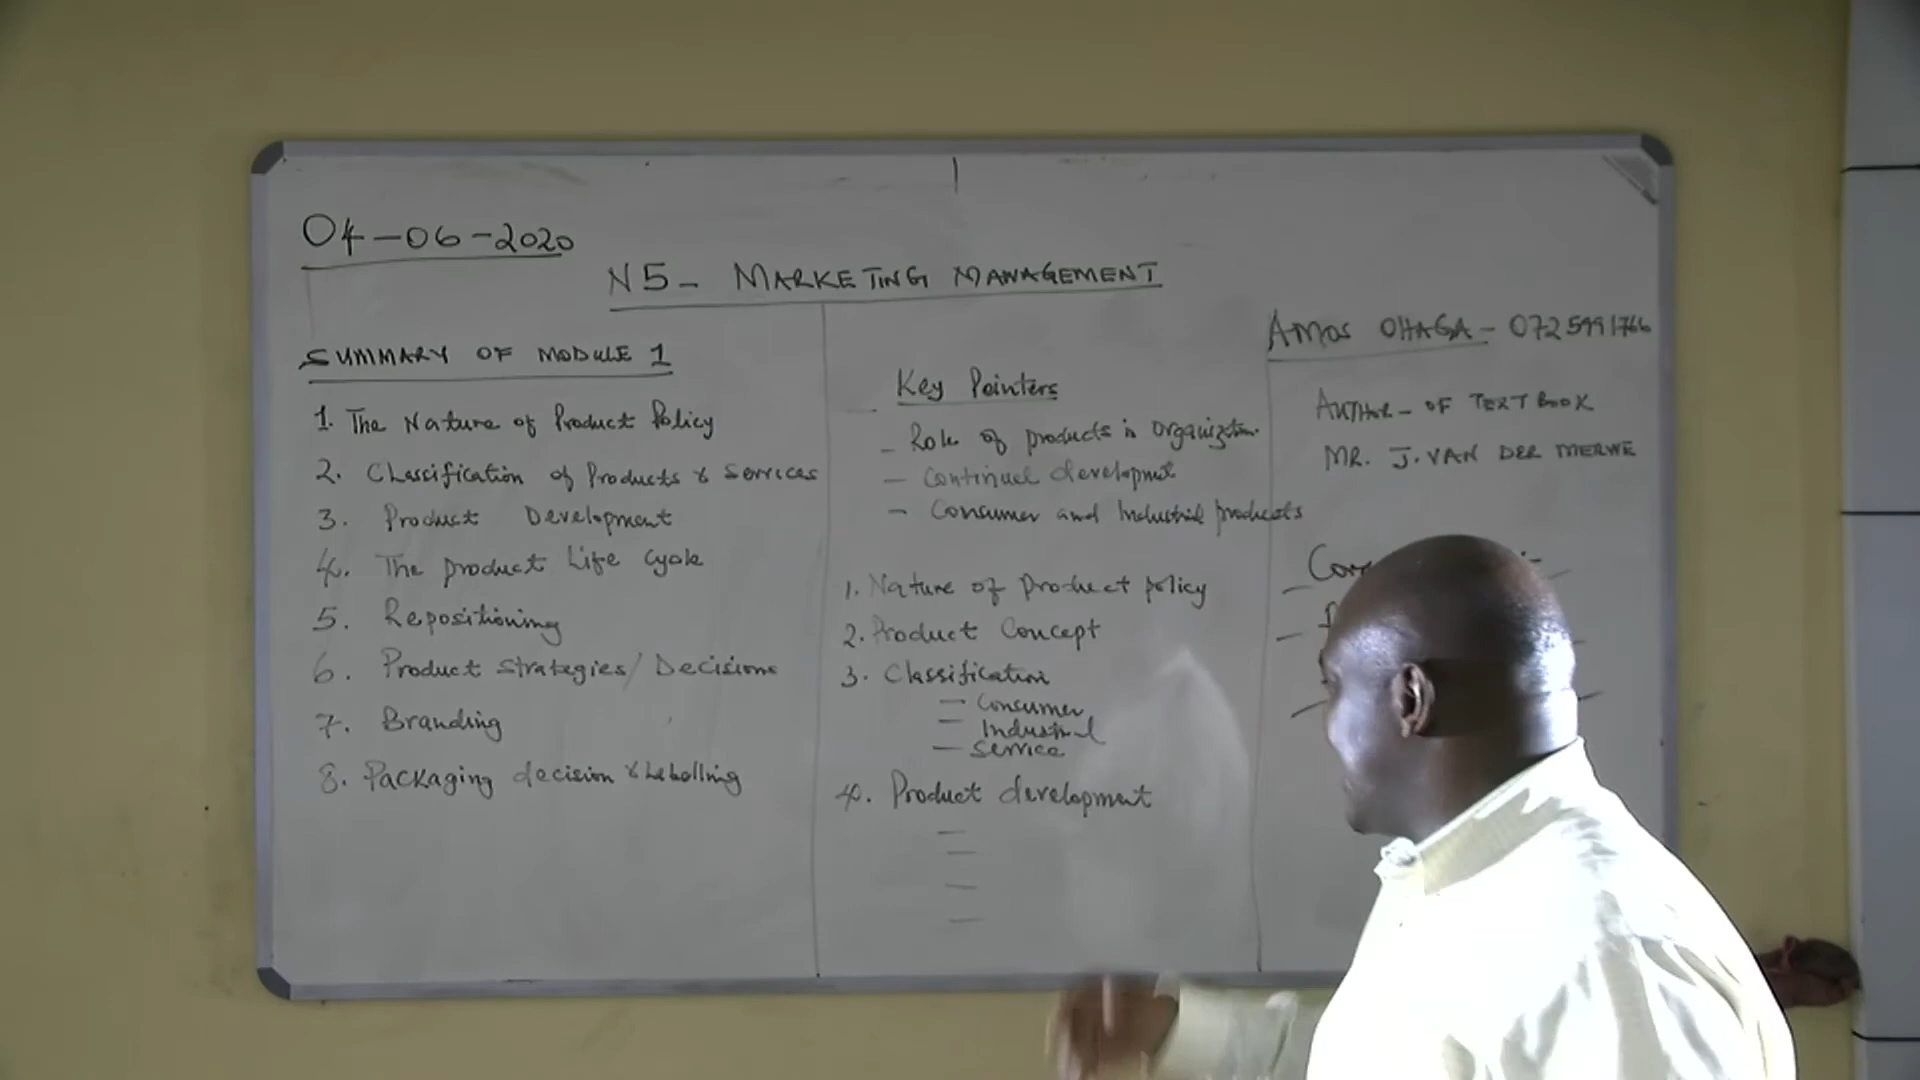 04-06-2020
N5- MARKETING MANAGEMENT
SUMMARY OF MODULE 1
1. The Nature of Product Policy
2. Classification of Products & Services
3. Product Development
4. The product Life Cycle
5. Repositioning
6. Product Strategies/Decisions
7. Branding
8. Packaging decision & Labelling
Key Pointers
- Role of products in organization
- Continuel developmet
- Consumer and Industrial products
1. Nature of product policy
2. Product Concept
3. Classification
- Consumer
- Industrial
- Service
4. Product development
AMOS OHAGA - 0725991766
AUTHOR - OF TEXT BOOK
MR. J. VAN DER MERWE